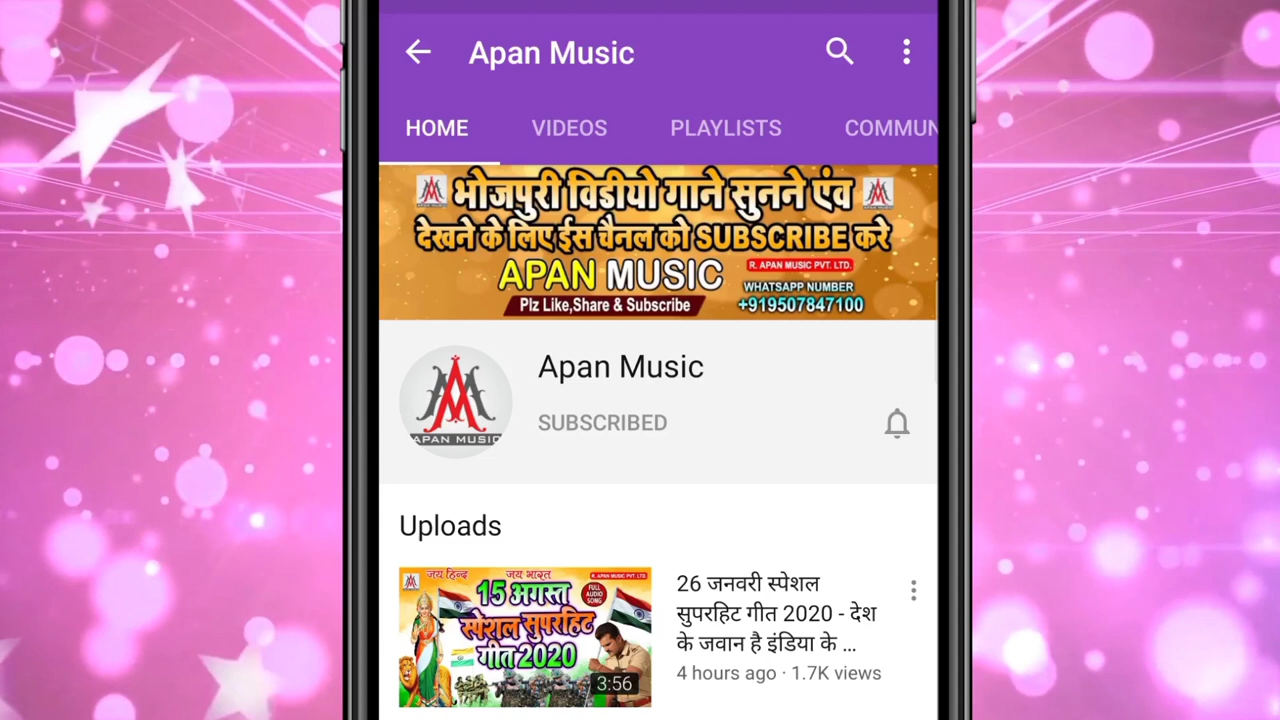 Apan Music
HOME VIDEOS PLAYLISTS COMMUN
भोजपुरी विडीयो गाने सुनने एंव
देखने के लिए ईस चैनल को SUBSCRIBE करे
APAN MUSIC
R. APAN MUSIC PVT. LTD.
WHATSAPP NUMBER
Plz Like,Share & Subscribe
+919507847100
Apan Music
SUBSCRIBED
APAN MUSIC
Uploads
जय हिन्द जय भारत
R. APAN MUSIC PVT. LTD
15 अगस्त
FULL
AUDIO
SONG
स्पेशल सुपरहिट
गीत 2020
3:56
26 जनवरी स्पेशल
सुपरहिट गीत 2020 - देश
के जवान है इंडिया के ...
4 hours ago · 1.7K views